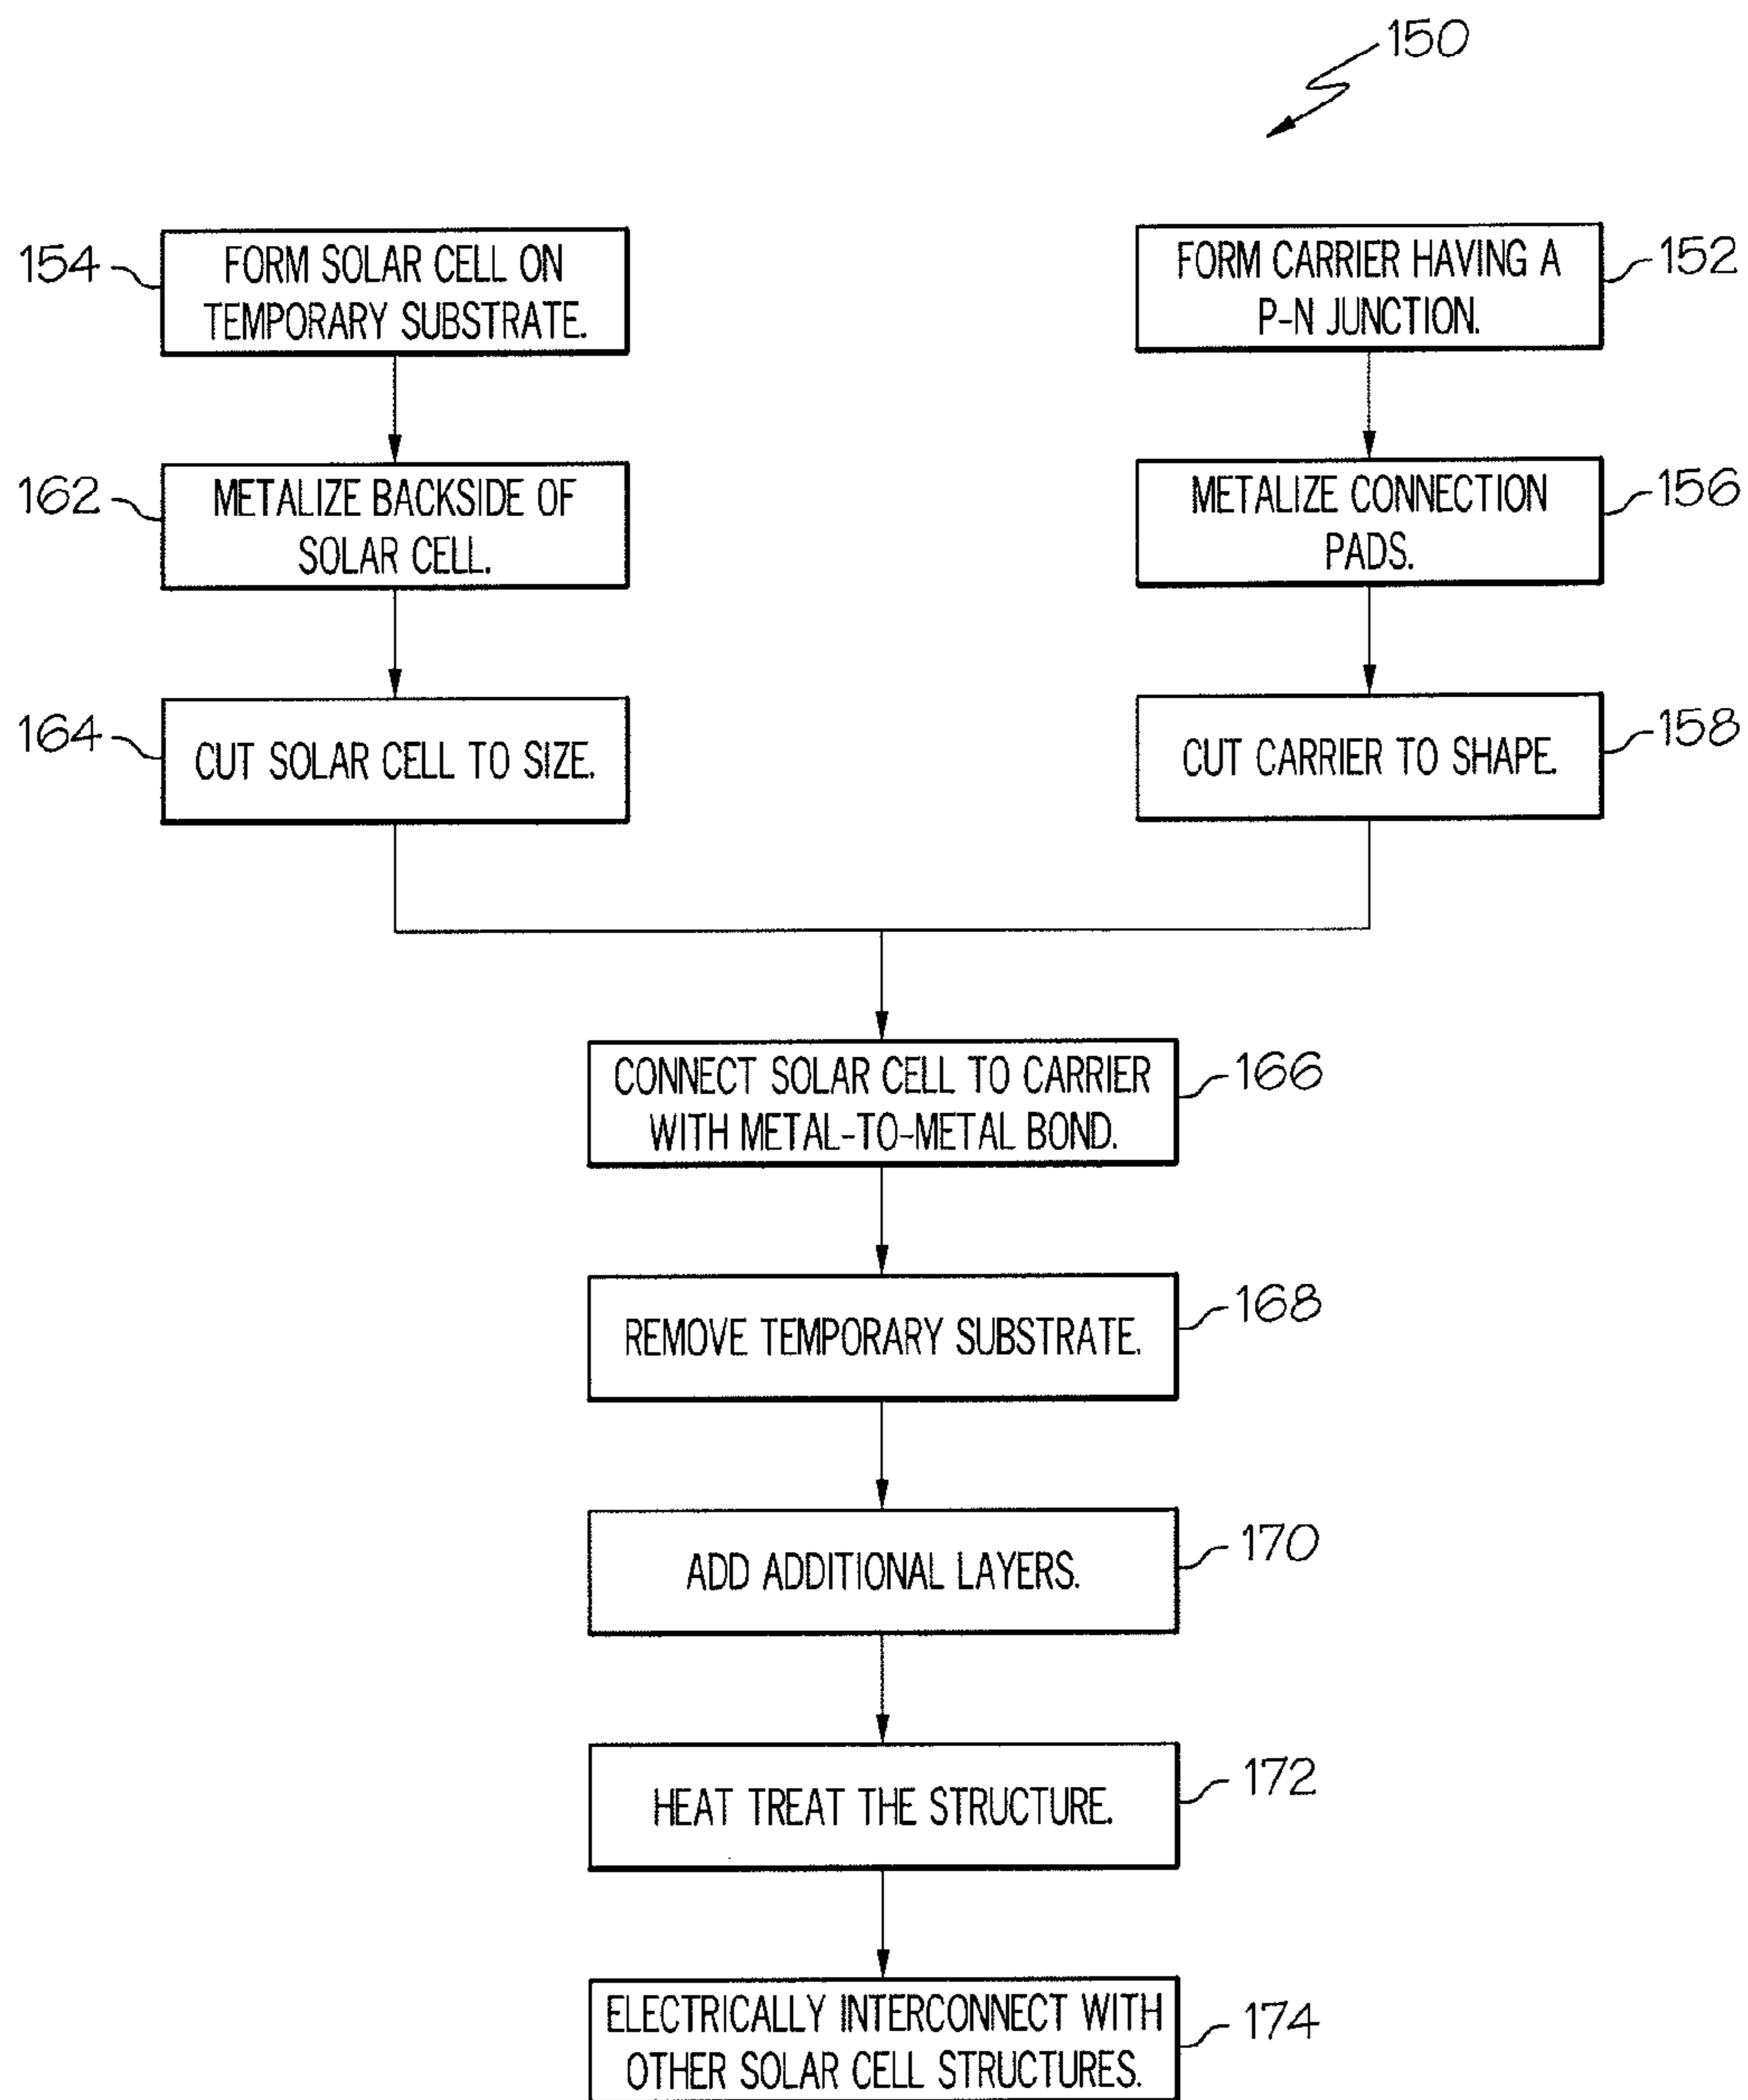 150
154
FORM SOLAR CELL ON
TEMPORARY SUBSTRATE.
FORM CARRIER HAVING A
P-N JUNCTION.
152
162
METALIZE BACKSIDE OF
SOLAR CELL.
METALIZE CONNECTION
PADS.
156
164
CUT SOLAR CELL TO SIZE.
CUT CARRIER TO SHAPE.
158
CONNECT SOLAR CELL TO CARRIER
WITH METAL-TO-METAL BOND.
166
REMOVE TEMPORARY SUBSTRATE.
168
ADD ADDITIONAL LAYERS.
170
HEAT TREAT THE STRUCTURE.
172
ELECTRICALLY INTERCONNECT WITH
OTHER SOLAR CELL STRUCTURES.
174